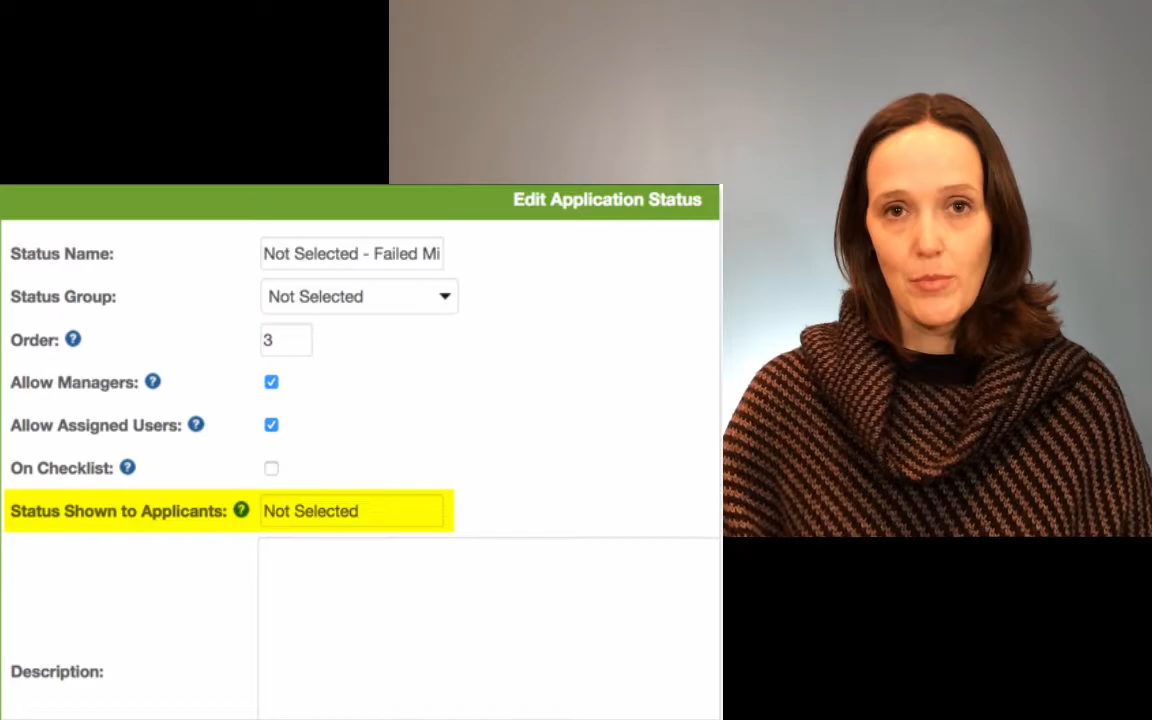 Edit Application Status
Status Name: Not Selected - Failed Mi
Status Group: Not Selected
Order: ? 3
Allow Managers: ?
Allow Assigned Users: ?
On Checklist: ?
Status Shown to Applicants: ? Not Selected
Description: